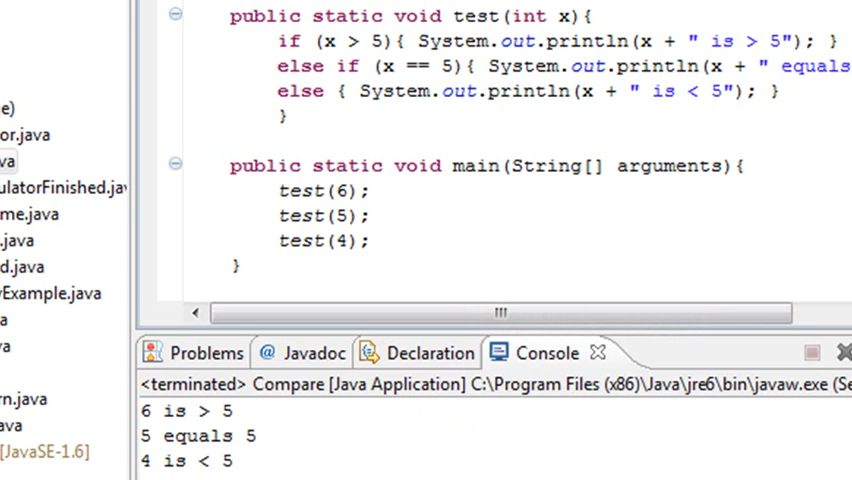 public static void test(int x){
if (x > 5){ System.out.println(x + " is > 5"); }
else if (x == 5){ System.out.println(x + " equals
else { System.out.println(x + " is < 5"); }
}
public static void main(String[] arguments){
test(6);
test(5);
test(4);
}
e)
or.java
va
ulatorFinished.jav
me.java
.java
d.java
yExample.java
a
va
rn.java
ava
[JavaSE-1.6]
Problems @ Javadoc Declaration Console
<terminated> Compare [Java Application] C:\Program Files (x86)\Java\jre6\bin\javaw.exe (Se
6 is > 5
5 equals 5
4 is < 5